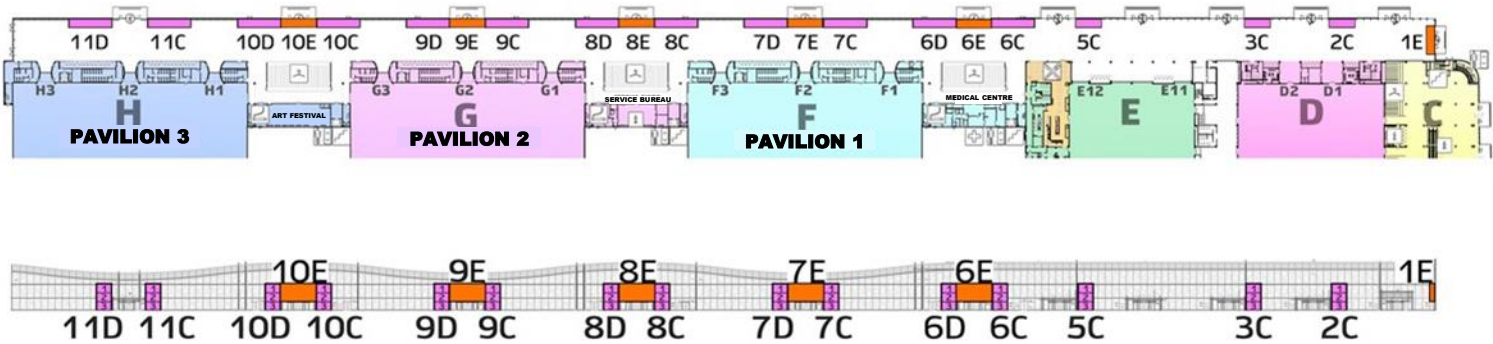 11D 11C 10D 10E 10C 9D 9E 9C 8D 8E 8C 7D 7E 7C 6D 6E 6C 5C 3C 2C 1E
H3 H2 H1 G3 G2 G1 F3 F2 F1 E12 E11 D2 D1
SERVICE BUREAU MEDICAL CENTRE
H ART FESTIVAL G F E D C
PAVILION 3 PAVILION 2 PAVILION 1
10E 9E 8E 7E 6E 1E
11D 11C 10D 10C 9D 9C 8D 8C 7D 7C 6D 6C 5C 3C 2C